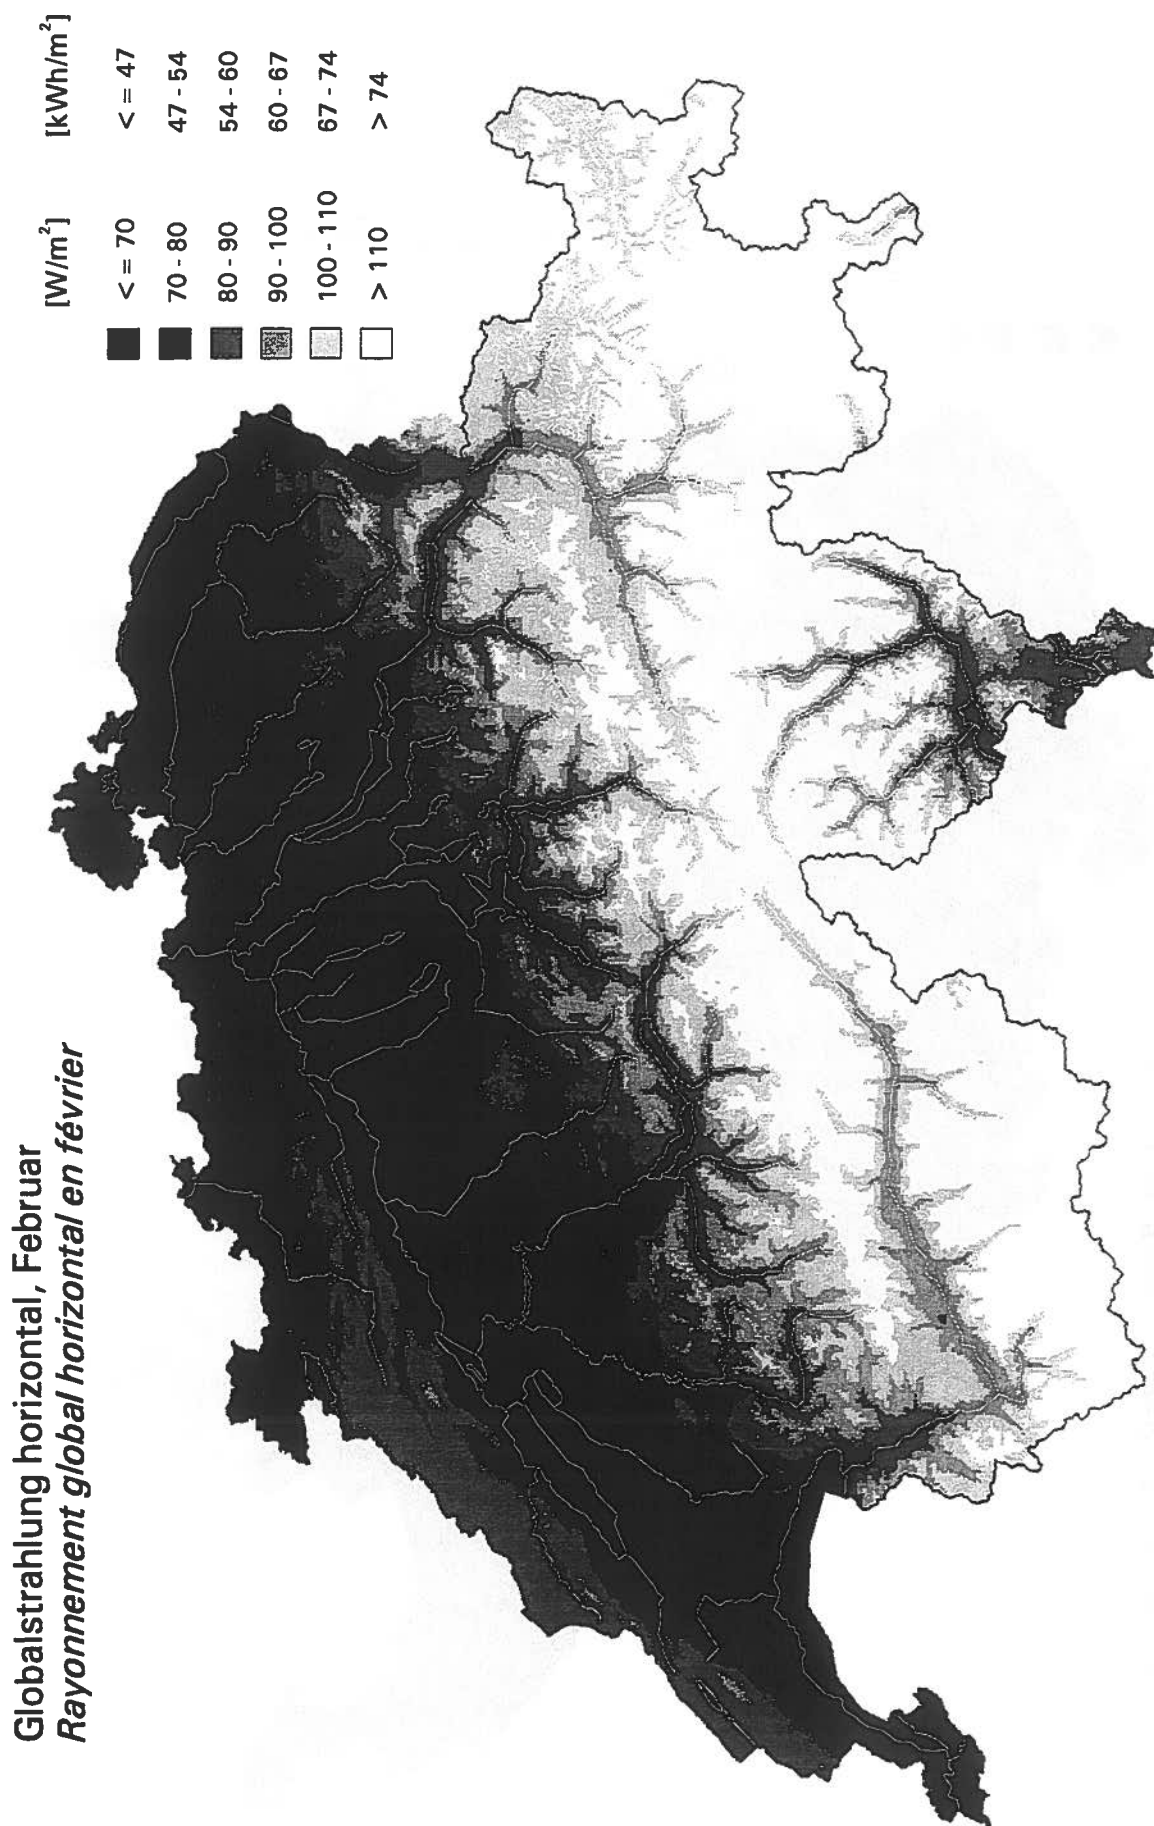 Globalstrahlung horizontal, Februar
Rayonnement global horizontal en février
[W/m²] [kWh/m²]
<= 70 <= 47
70 - 80 47 - 54
80 - 90 54 - 60
90 - 100 60 - 67
100 - 110 67 - 74
> 110 > 74